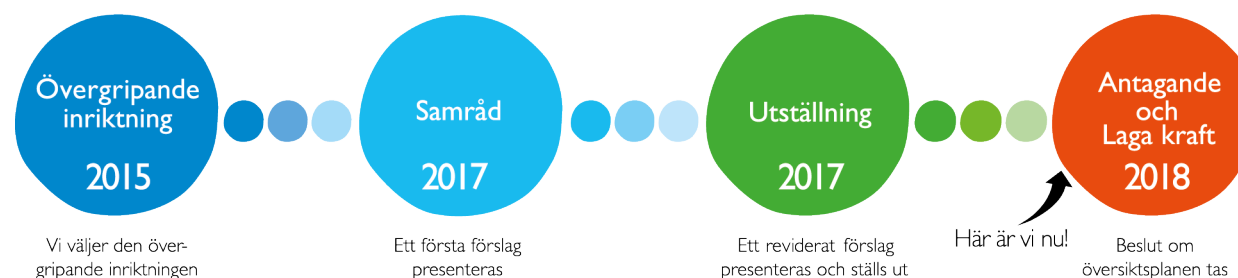 Övergripande
inriktning
2015
Vi väljer den över-
gripande inriktningen
Samråd
2017
Ett första förslag
presenteras
Utställning
2017
Ett reviderat förslag
presenteras och ställs ut
Här är vi nu!
Antagande
och
Laga kraft
2018
Beslut om
översiktsplanen tas